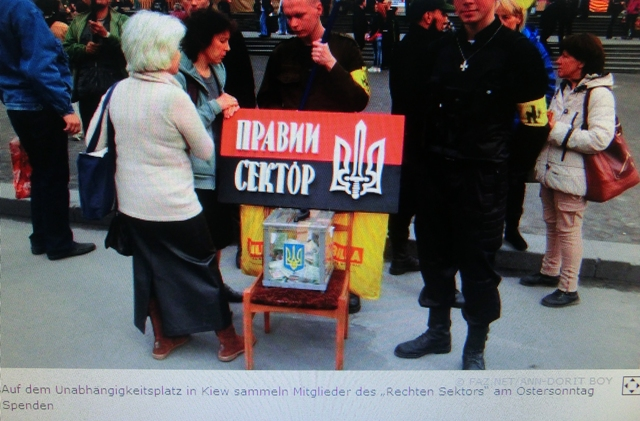 ПРАВИЙ
СЕКТОР
© FAZ.NET/ANN-DORIT BOY
Auf dem Unabhängigkeitsplatz in Kiew sammeln Mitglieder des „Rechten Sektors“ am Ostersonntag
Spenden